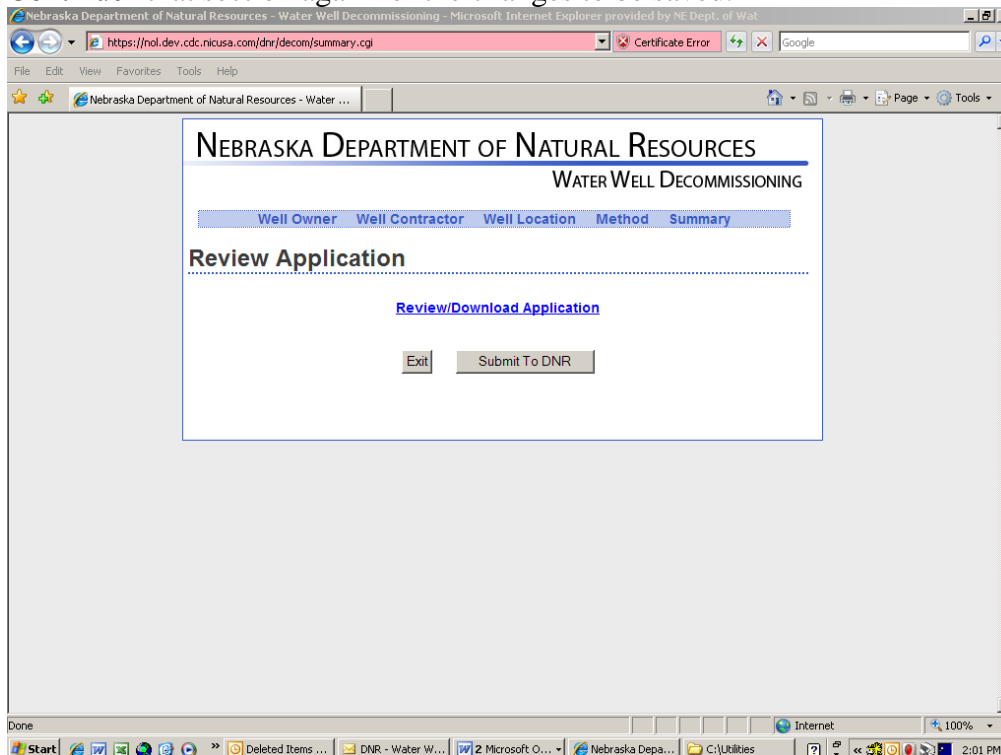 Nebraska Department of Natural Resources - Water Well Decommissioning - Microsoft Internet Explorer provided by NE Dept. of Wat
https://nol.dev.cdc.nicusa.com/dnr/decom/summary.cgi Certificate Error Google
File Edit View Favorites Tools Help
Nebraska Department of Natural Resources - Water ... Page Tools
NEBRASKA DEPARTMENT OF NATURAL RESOURCES
WATER WELL DECOMMISSIONING
Well Owner Well Contractor Well Location Method Summary
Review Application
Review/Download Application
Exit Submit To DNR
Done Internet 100%
Start Deleted Items ... DNR - Water W... 2 Microsoft O... Nebraska Depa... C:\Utilities 2:01 PM